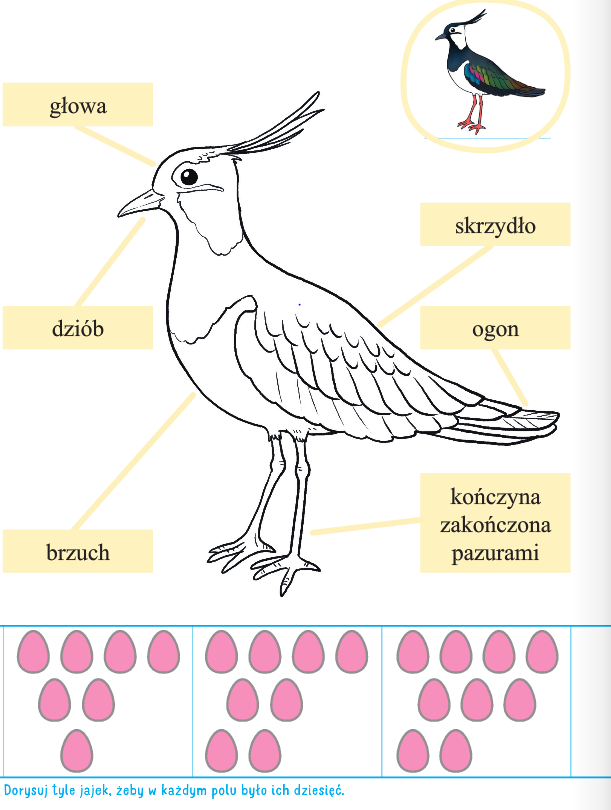 głowa
skrzydło
dziób
ogon
kończyna
zakończona
pazurami
brzuch
Dorysuj tyle jajek, żeby w każdym polu było ich dziesięć.